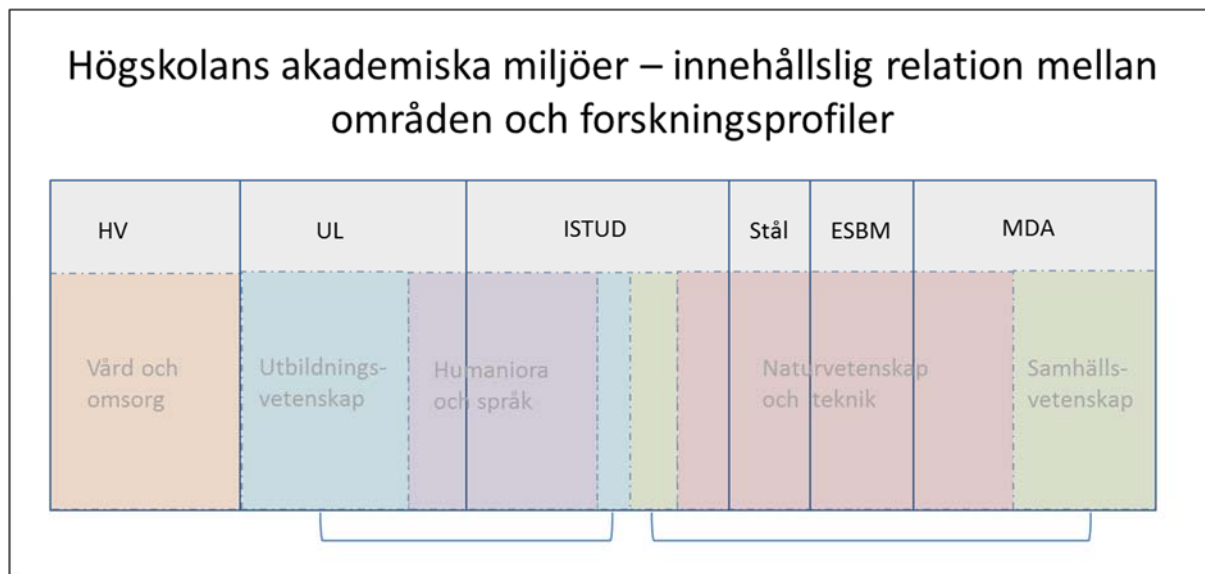 Högskolans akademiska miljöer – innehållslig relation mellan
områden och forskningsprofiler
HV UL ISTUD Stål ESBM MDA
Vård och
omsorg
Utbildnings-
vetenskap
Humaniora
och språk
Naturvetenskap
och teknik
Samhälls-
vetenskap